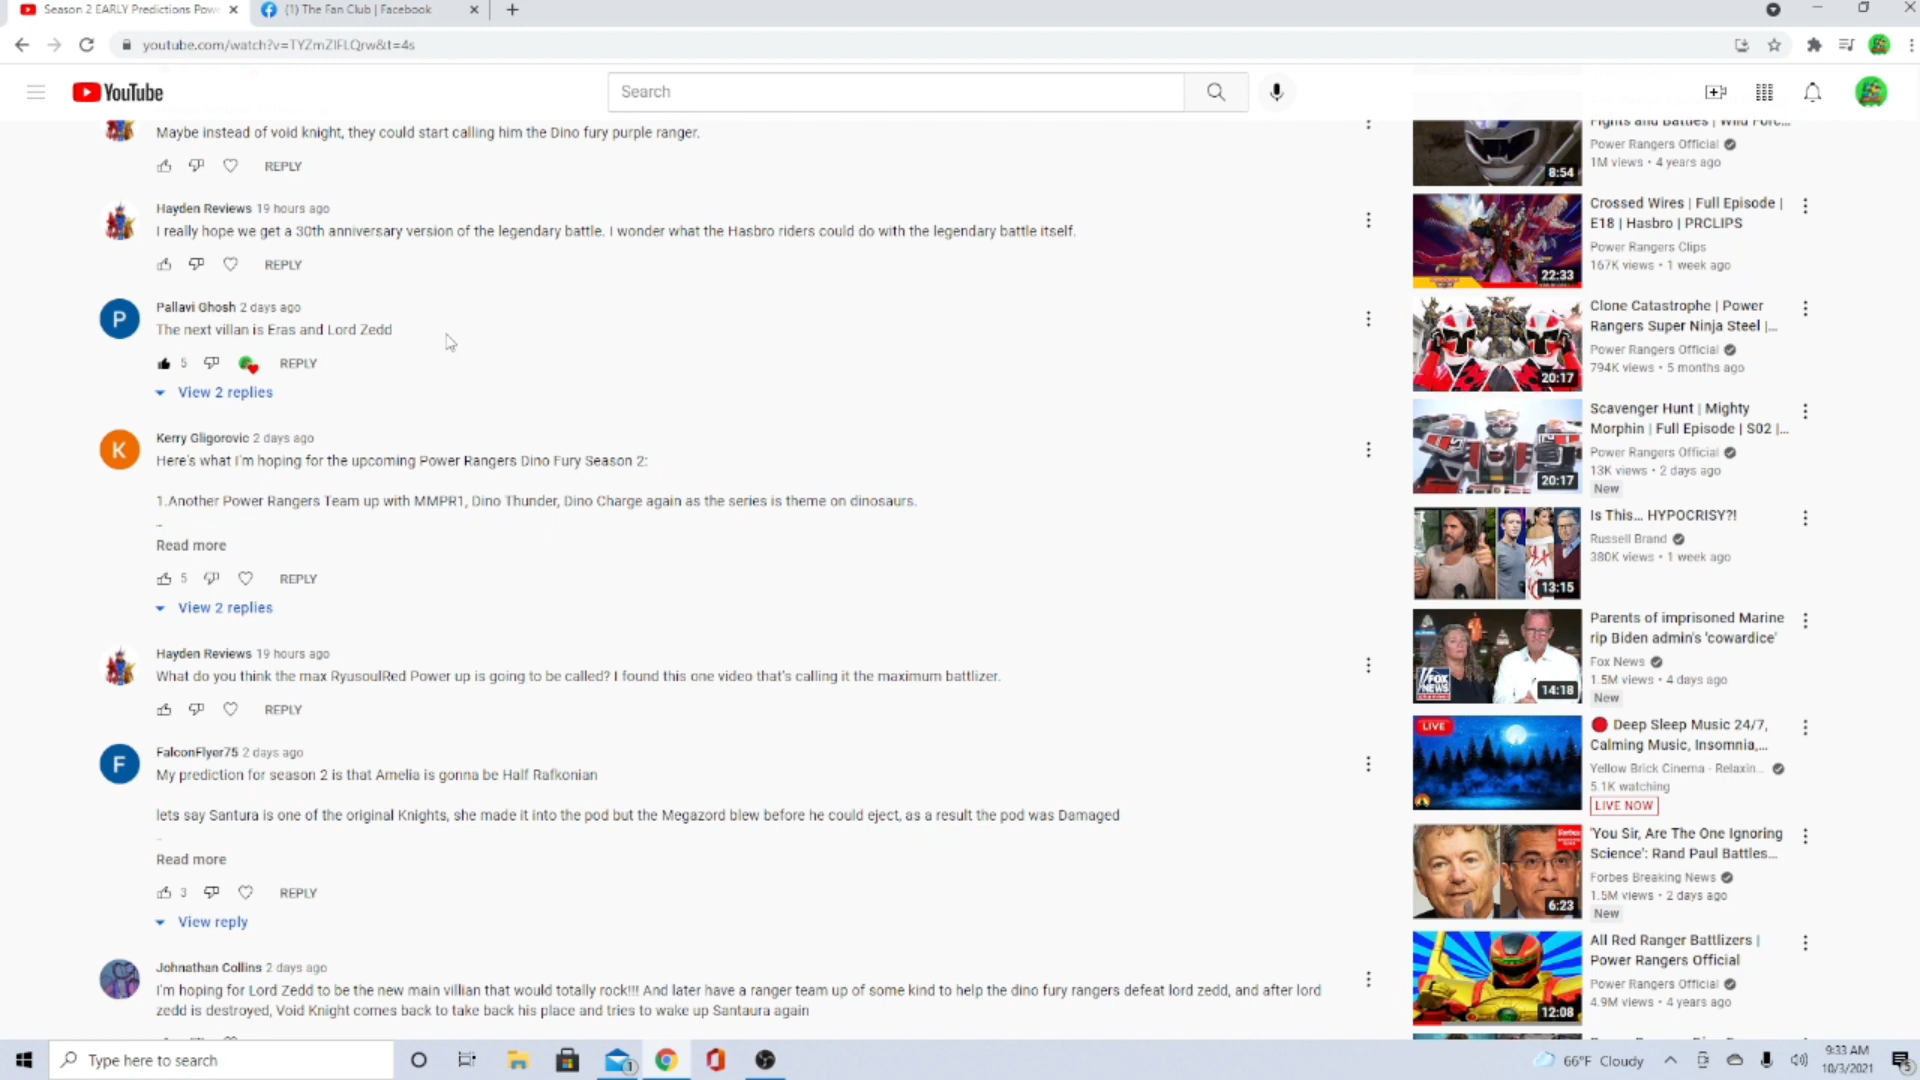 Season 2 EARLY Predictions Pow
(1) The Fan Club | Facebook
youtube.com/watch?v=TYZmZIFLQrw&t=4s
YouTube
Search
Maybe instead of void knight, they could start calling him the Dino fury purple ranger.
REPLY
Hayden Reviews 19 hours ago
I really hope we get a 30th anniversary version of the legendary battle. I wonder what the Hasbro riders could do with the legendary battle itself.
REPLY
P
Pallavi Ghosh 2 days ago
The next villan is Eras and Lord Zedd
5 REPLY
View 2 replies
K
Kerry Gligorovic 2 days ago
Here's what I'm hoping for the upcoming Power Rangers Dino Fury Season 2:
1.Another Power Rangers Team up with MMPR1, Dino Thunder, Dino Charge again as the series is theme on dinosaurs.
Read more
5 REPLY
View 2 replies
Hayden Reviews 19 hours ago
What do you think the max RyusoulRed Power up is going to be called? I found this one video that's calling it the maximum battlizer.
REPLY
F
FalconFlyer75 2 days ago
My prediction for season 2 is that Amelia is gonna be Half Rafkonian
lets say Santura is one of the original Knights, she made it into the pod but the Megazord blew before he could eject, as a result the pod was Damaged
Read more
3 REPLY
View reply
Johnathan Collins 2 days ago
I'm hoping for Lord Zedd to be the new main villian that would totally rock!!! And later have a ranger team up of some kind to help the dino fury rangers defeat lord zedd, and after lord
zedd is destroyed, Void Knight comes back to take back his place and tries to wake up Santaura again
Fights and Battles | Wild Forc...
Power Rangers Official
1M views • 4 years ago
8:54
Crossed Wires | Full Episode |
E18 | Hasbro | PRCLIPS
Power Rangers Clips
167K views • 1 week ago
22:33
Clone Catastrophe | Power
Rangers Super Ninja Steel |...
Power Rangers Official
794K views • 5 months ago
20:17
Scavenger Hunt | Mighty
Morphin | Full Episode | S02 |...
Power Rangers Official
13K views • 2 days ago
20:17
New
Is This... HYPOCRISY?!
Russell Brand
380K views • 1 week ago
13:15
Parents of imprisoned Marine
rip Biden admin's 'cowardice'
Fox News
1.5M views • 4 days ago
FOX
NEWS
14:18
New
LIVE
Deep Sleep Music 24/7,
Calming Music, Insomnia,...
Yellow Brick Cinema - Relaxin...
5.1K watching
LIVE NOW
'You Sir, Are The One Ignoring
Science': Rand Paul Battles...
Forbes Breaking News
1.5M views • 2 days ago
Forbes
6:23
New
All Red Ranger Battlizers |
Power Rangers Official
Power Rangers Official
4.9M views • 4 years ago
12:08
Type here to search
1
66°F Cloudy
9:33 AM
10/3/2021
5